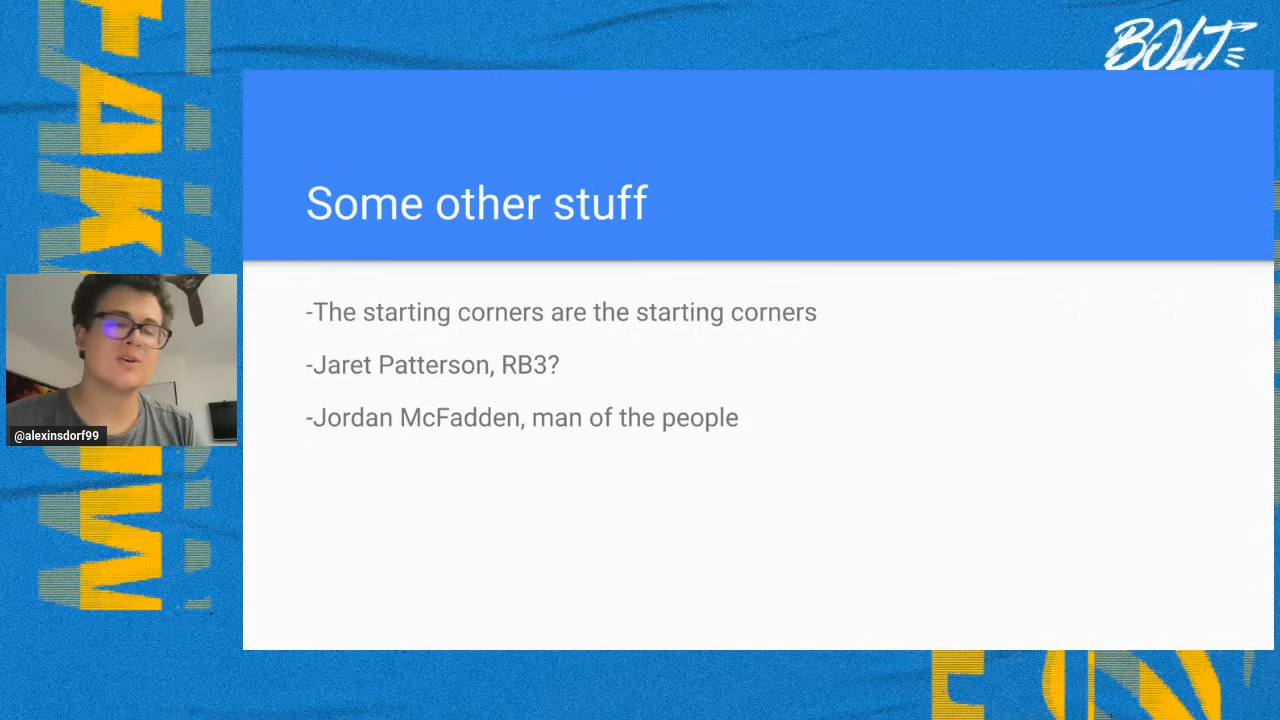 BOLT
Some other stuff
-The starting corners are the starting corners
-Jaret Patterson, RB3?
-Jordan McFadden, man of the people
@alexinsdorf99